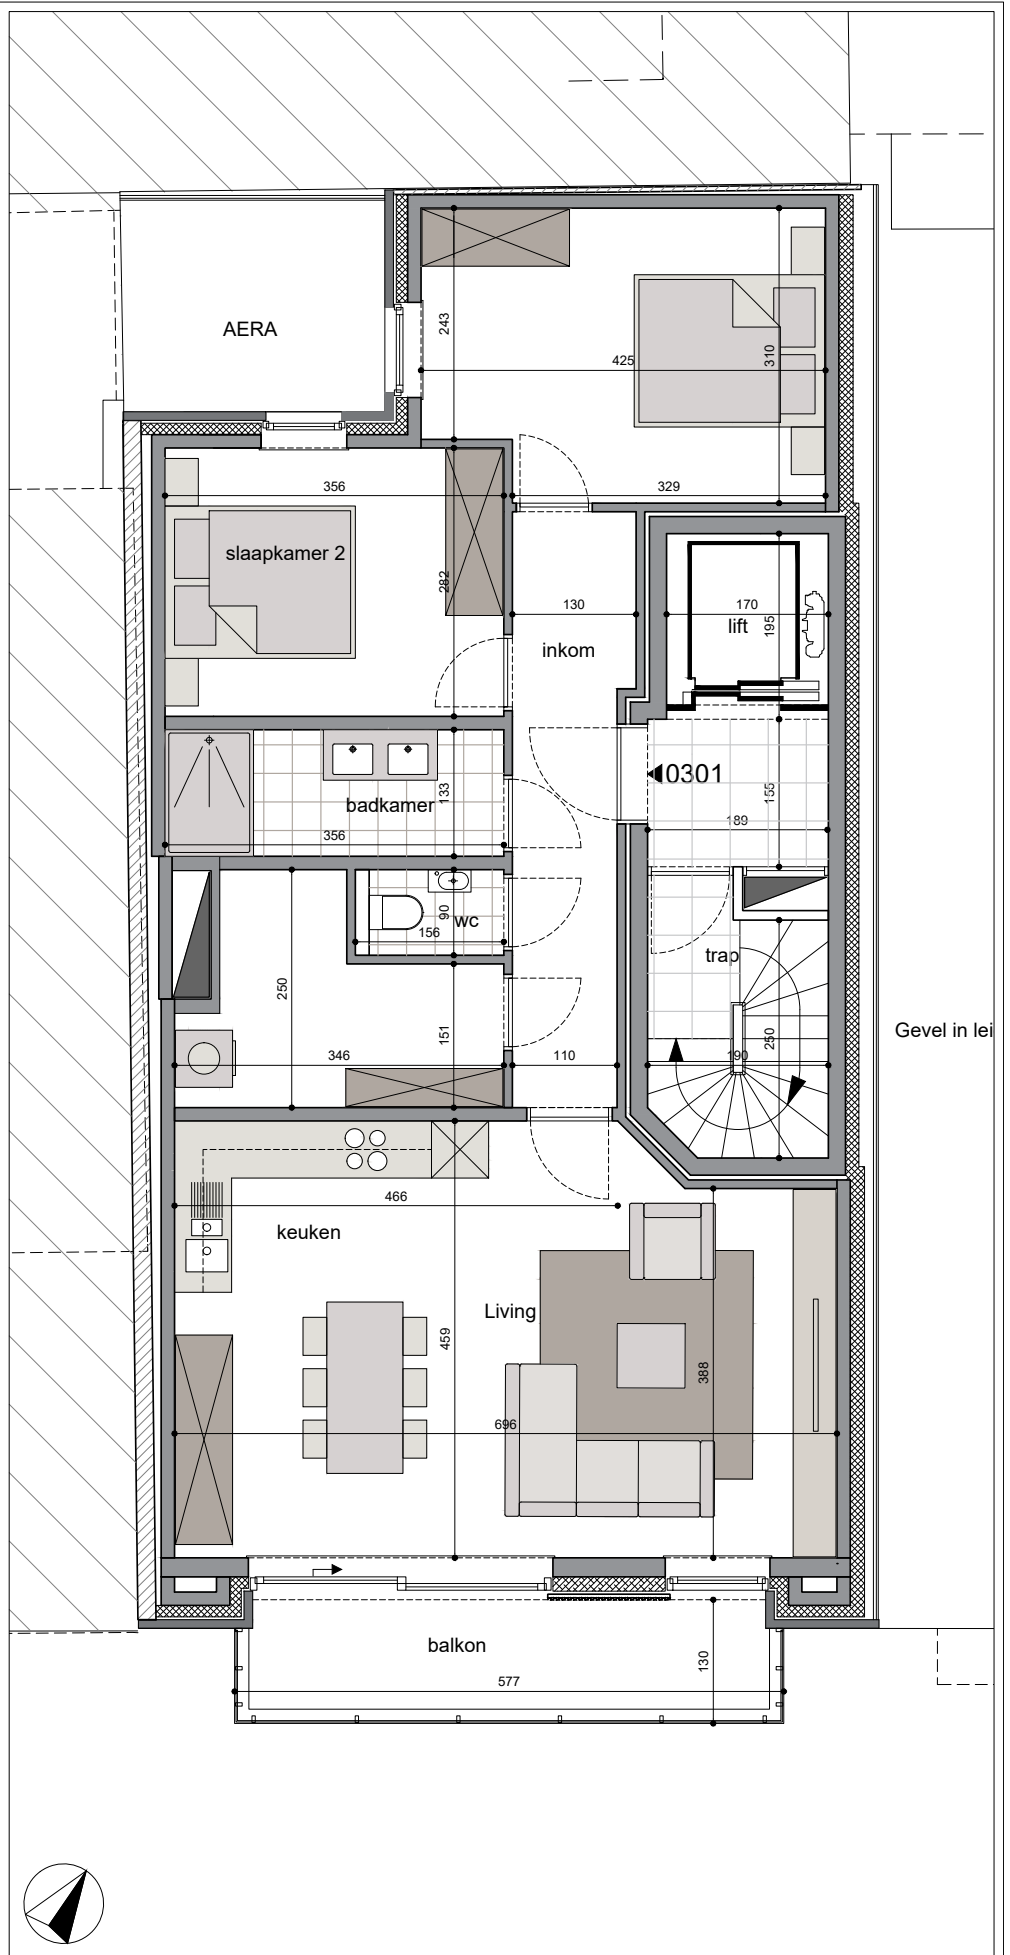 AERA
243
425
310
356
329
slaapkamer 2
282
130
170
lift
195
inkom
0301
133
155
badkamer
189
356
90
wc
156
trap
250
151
250
346
110
190
Gevel in lei
466
keuken
Living
459
388
696
balkon
130
577